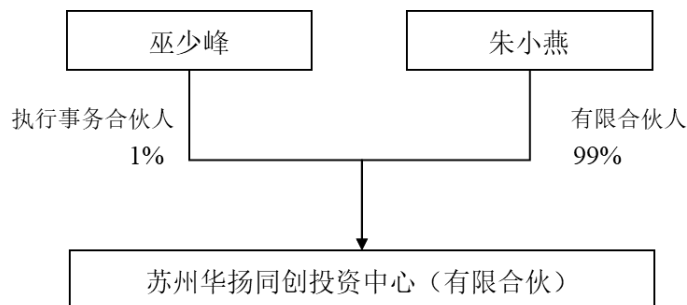 巫少峰
朱小燕
执行事务合伙人
1%
有限合伙人
99%
苏州华扬同创投资中心（有限合伙）